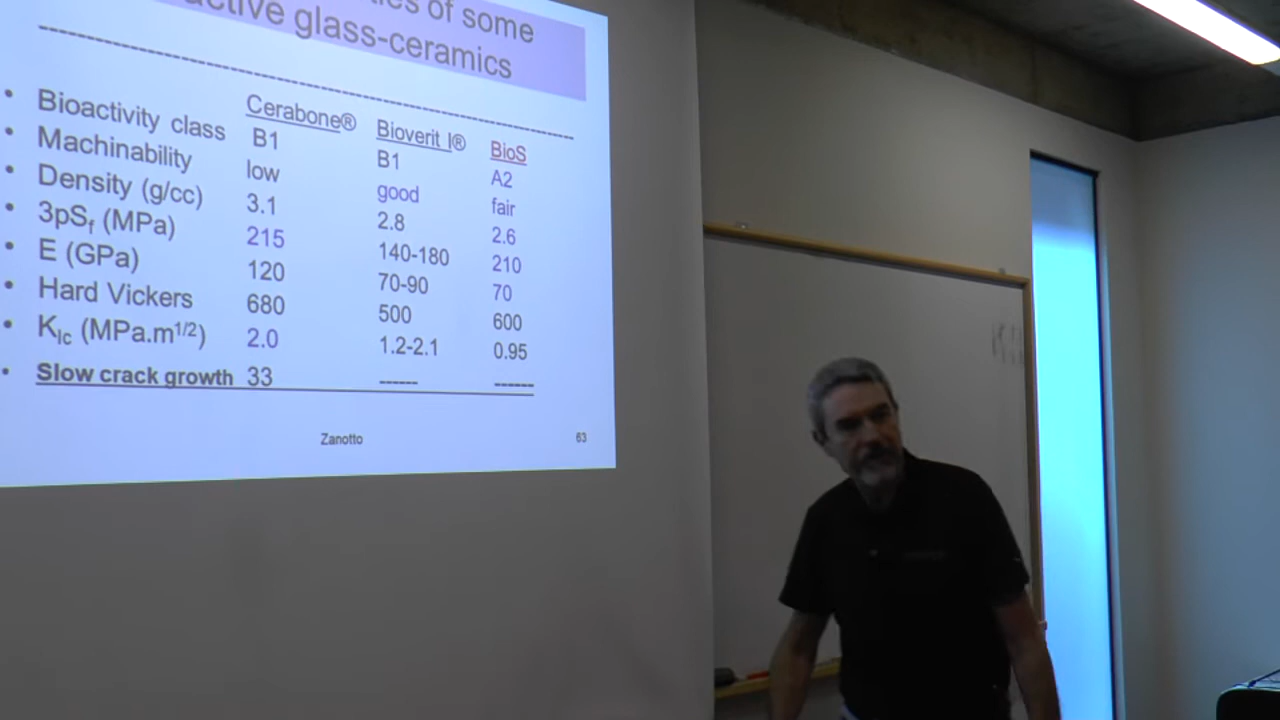 of some
active glass-ceramics
Cerabone® Bioverit I® BioS
• Bioactivity class B1 B1 A2
• Machinability low good fair
• Density (g/cc) 3.1 2.8 2.6
• 3pSf (MPa) 215 140-180 210
• E (GPa) 120 70-90 70
• Hard Vickers 680 500 600
• KIc (MPa.m1/2) 2.0 1.2-2.1 0.95
• Slow crack growth 33 ------ ------
Zanotto 63